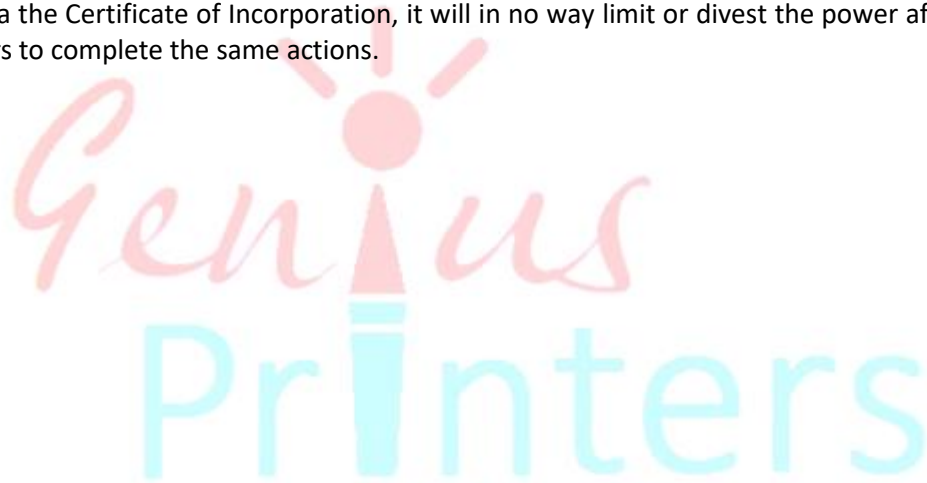 a the Certificate of Incorporation, it will in no way limit or divest the power af
rs to complete the same actions.
Genius
Printers